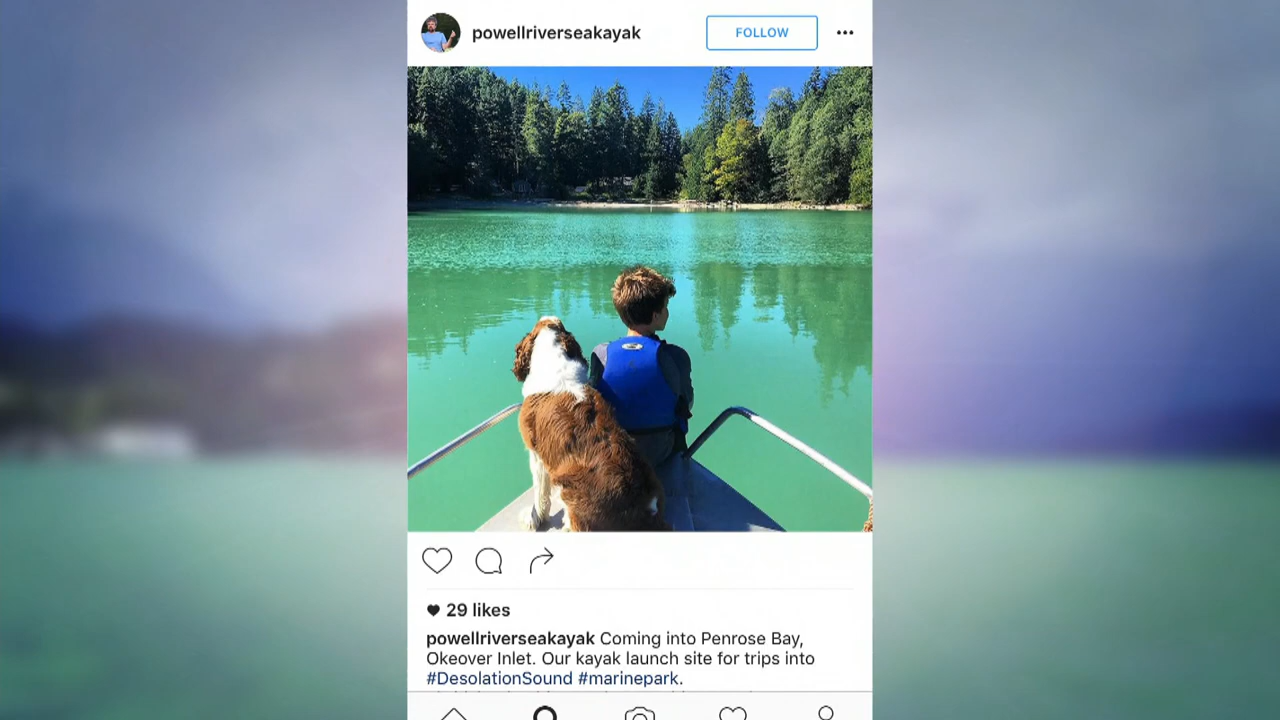 powellriverseakayak
FOLLOW
29 likes
powellriverseakayak Coming into Penrose Bay,
Okeover Inlet. Our kayak launch site for trips into
#DesolationSound #marinepark.